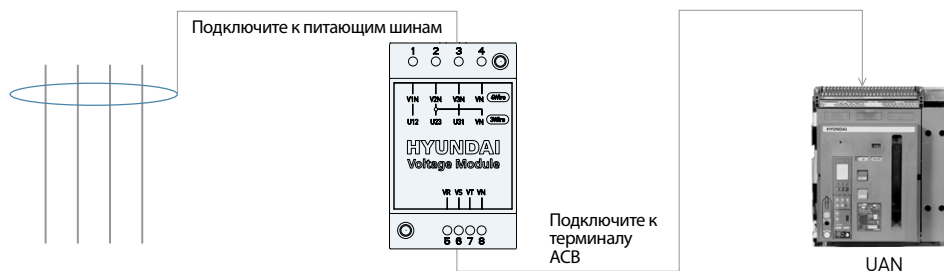 Подключите к питающим шинам
1 2 3 4
V1N V2N V3N VN 4Wire
U12 U23 U31 VN 3Wire
HYUNDAI
Voltage Module
VR VS VT VN
5 6 7 8
Подключите к
терминалу
ACB
HYUNDAI
UAN